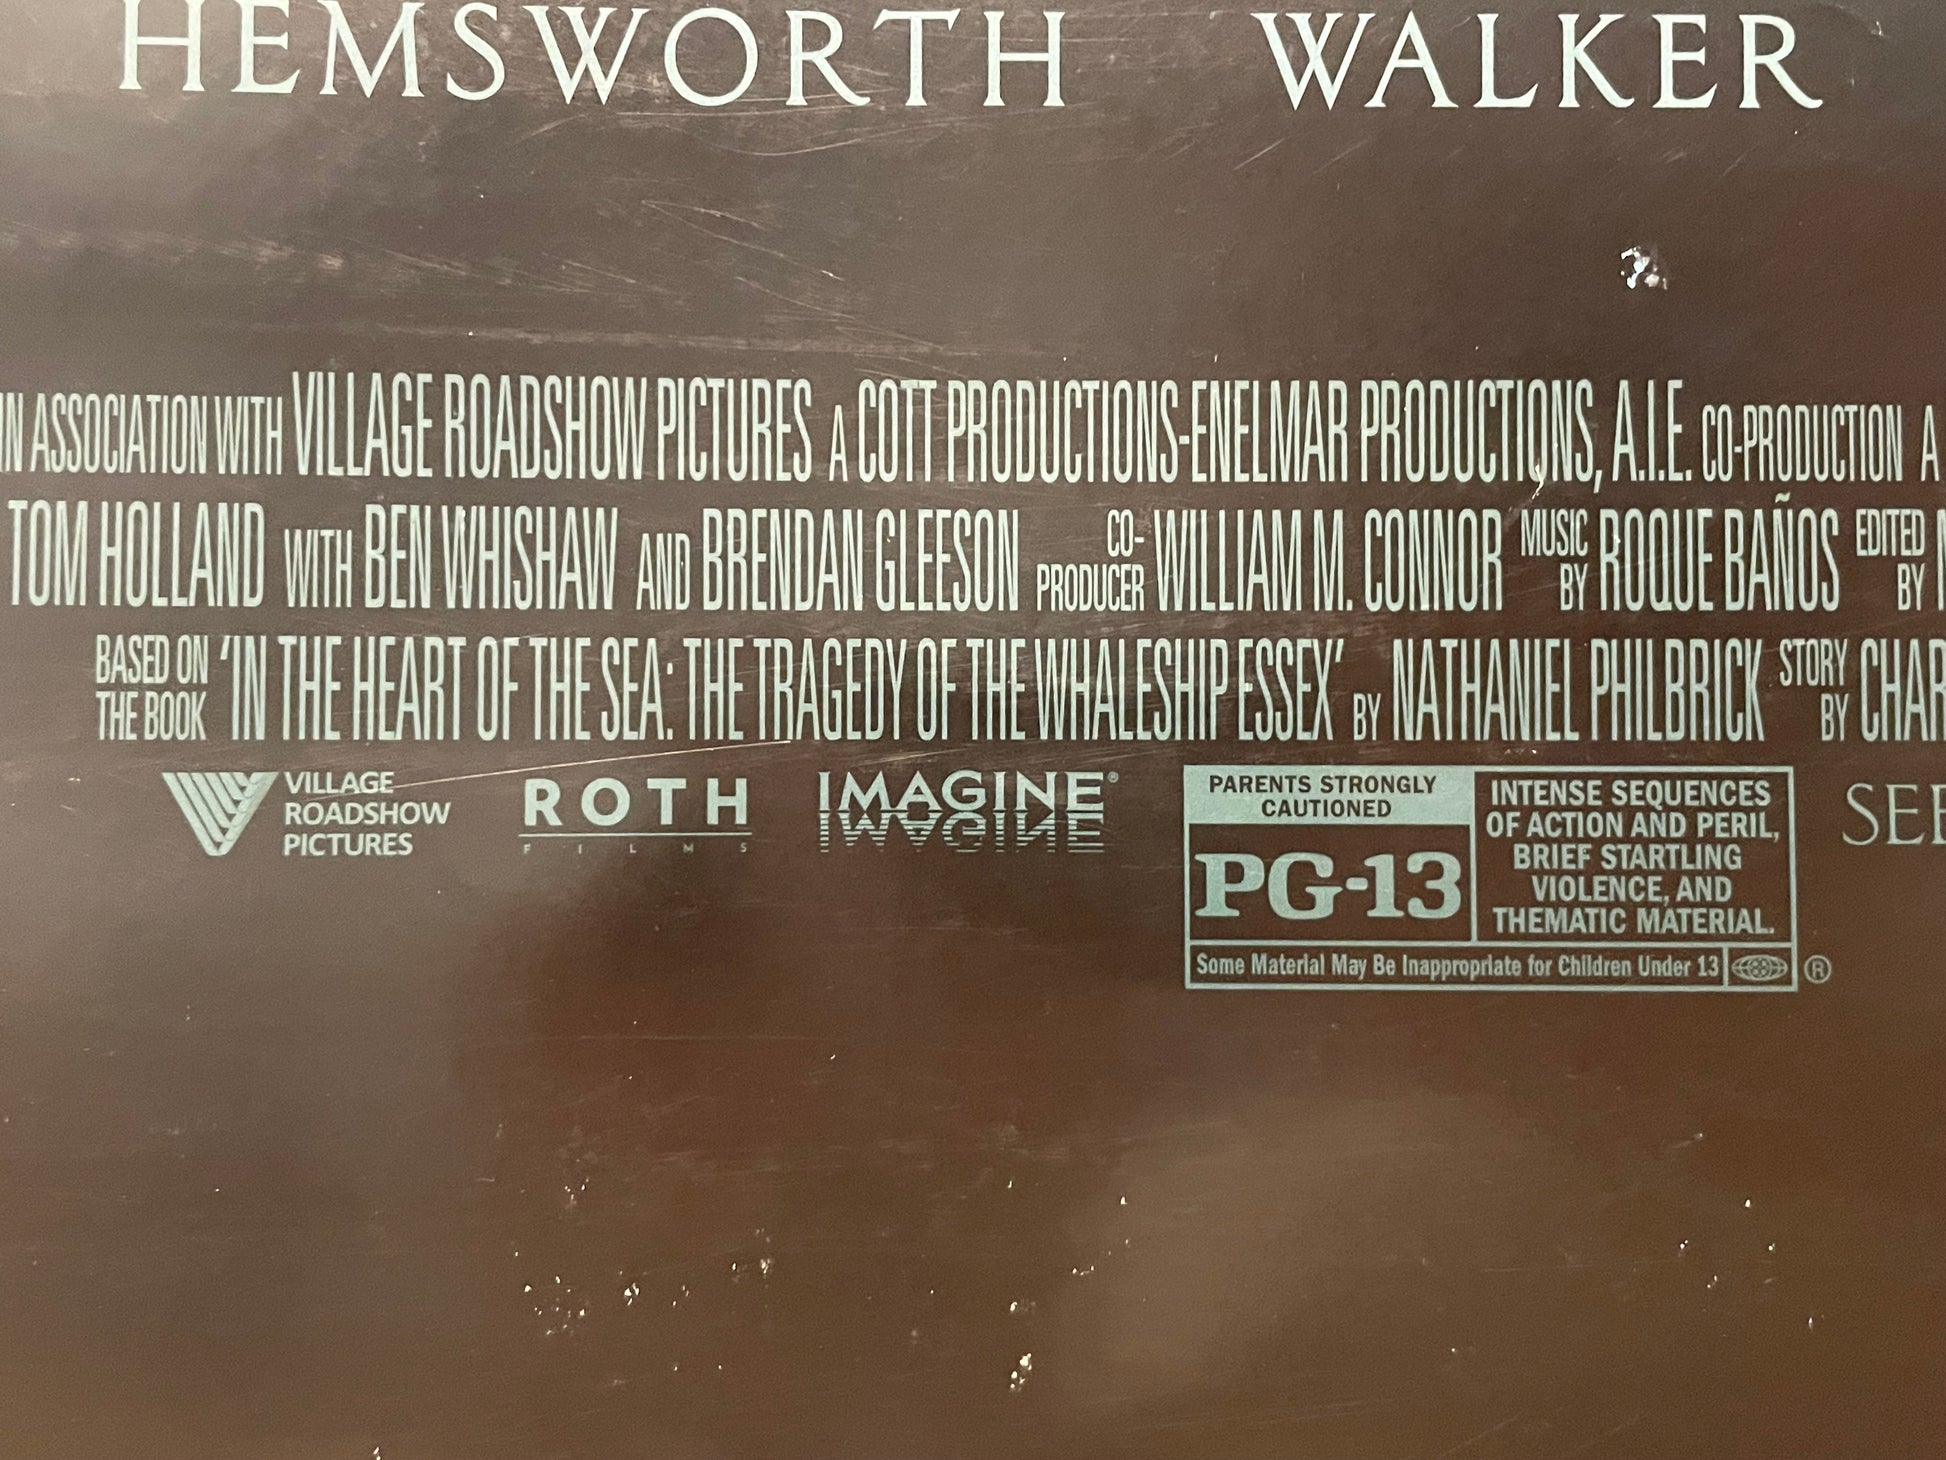 HEMSWORTH WALKER
IN ASSOCIATION WITH VILLAGE ROADSHOW PICTURES A COTT PRODUCTIONS-ENELMAR PRODUCTIONS, A.I.E. CO-PRODUCTION A
TOM HOLLAND WITH BEN WHISHAW AND BRENDAN GLEESON CO-PRODUCER WILLIAM M. CONNOR MUSIC BY ROQUE BAÑOS EDITED BY
BASED ON THE BOOK 'IN THE HEART OF THE SEA: THE TRAGEDY OF THE WHALESHIP ESSEX' BY NATHANIEL PHILBRICK STORY BY CHAR
VILLAGE
ROADSHOW
PICTURES
ROTH
FILMS
IMAGINE®
PARENTS STRONGLY
CAUTIONED
PG-13
INTENSE SEQUENCES
OF ACTION AND PERIL,
BRIEF STARTLING
VIOLENCE, AND
THEMATIC MATERIAL.
Some Material May Be Inappropriate for Children Under 13
®
SEE